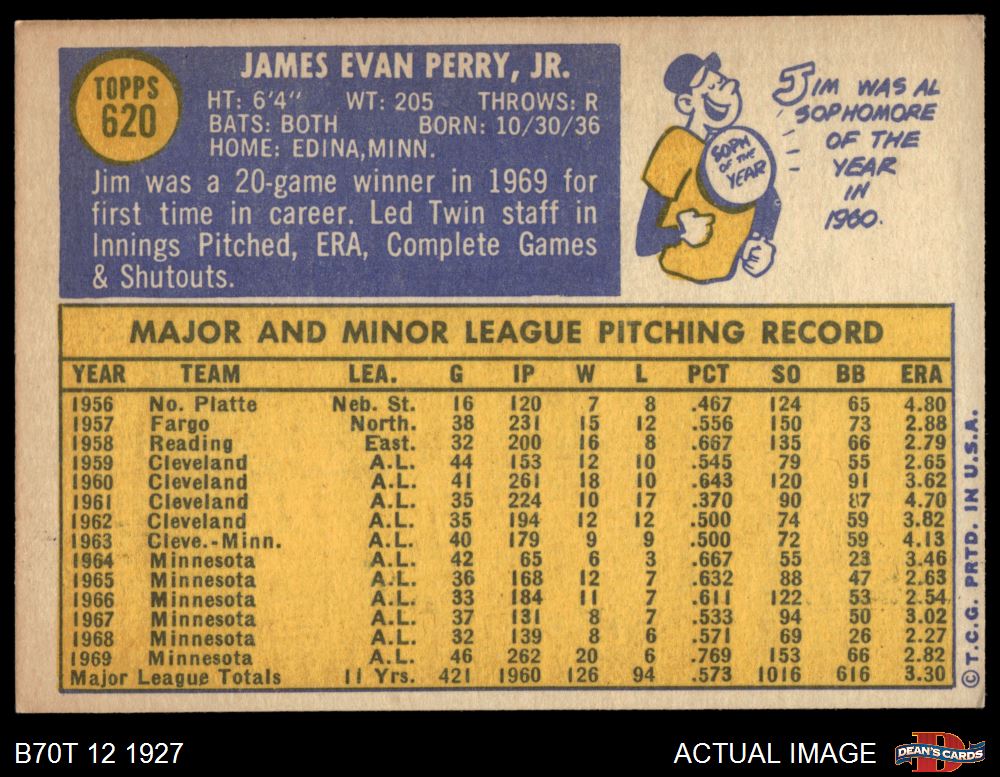 TOPPS
620
JAMES EVAN PERRY, JR.
HT: 6'4" WT: 205 THROWS: R
BATS: BOTH BORN: 10/30/36
HOME: EDINA, MINN.
Jim was a 20-game winner in 1969 for
first time in career. Led Twin staff in
Innings Pitched, ERA, Complete Games
& Shutouts.
JIM WAS AL
SOPHOMORE
OF THE
YEAR
IN
1960.
SOPH
OF THE
YEAR
MAJOR AND MINOR LEAGUE PITCHING RECORD
YEAR TEAM LEA. G IP W L PCT SO BB ERA
1956 No. Platte Neb. St. 16 120 7 8 .467 124 65 4.80
1957 Fargo North. 38 231 15 12 .556 150 73 2.88
1958 Reading East. 32 200 16 8 .667 135 66 2.79
1959 Cleveland A.L. 44 153 12 10 .545 79 55 2.65
1960 Cleveland A.L. 41 261 18 10 .643 120 91 3.62
1961 Cleveland A.L. 35 224 10 17 .370 90 87 4.70
1962 Cleveland A.L. 35 194 12 12 .500 74 59 3.82
1963 Cleve.-Minn. A.L. 40 179 9 9 .500 72 59 4.13
1964 Minnesota A.L. 42 65 6 3 .667 55 23 3.46
1965 Minnesota A.L. 36 168 12 7 .632 88 47 2.63
1966 Minnesota A.L. 33 184 11 7 .611 122 53 2.54
1967 Minnesota A.L. 37 131 8 7 .533 94 50 3.02
1968 Minnesota A.L. 32 139 8 6 .571 69 26 2.27
1969 Minnesota A.L. 46 262 20 6 .769 153 66 2.82
Major League Totals 11 Yrs. 421 1960 126 94 .573 1016 616 3.30
© T.C.G. PRTD. IN U.S.A.
B70T 12 1927
ACTUAL IMAGE
D
DEAN'S CARDS